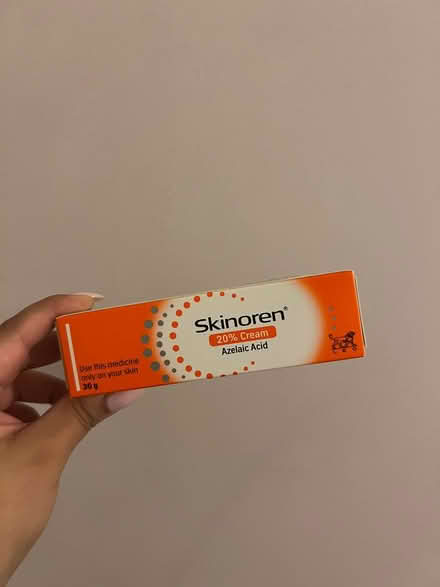 Skinoren®
20% Cream
Azelaic Acid
Use this medicine
only on your skin
30 g